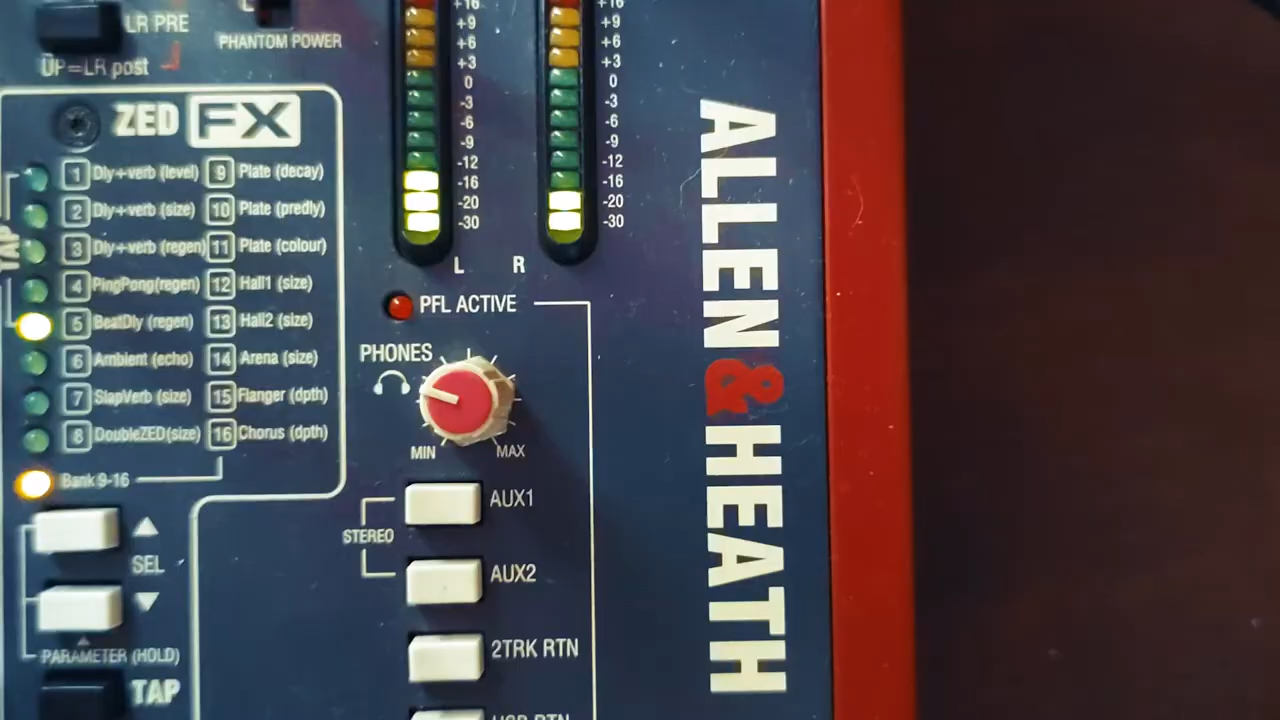 LR PRE
UP=LR post
PHANTOM POWER
ZED FX
TAP
1 Dly+verb (level)
2 Dly+verb (size)
3 Dly+verb (regen)
4 PingPong(regen)
5 BeatDly (regen)
6 Ambient (echo)
7 SlapVerb (size)
8 DoubleZED(size)
9 Plate (decay)
10 Plate (predly)
11 Plate (colour)
12 Hall1 (size)
13 Hall2 (size)
14 Arena (size)
15 Flanger (dpth)
16 Chorus (dpth)
Bank 9-16
SEL
PARAMETER (HOLD)
TAP
+16
+9
+6
+3
0
-3
-6
-9
-12
-16
-20
-30
+16
+9
+6
+3
0
-3
-6
-9
-12
-16
-20
-30
L R
PFL ACTIVE
PHONES
MIN MAX
AUX1
STEREO
AUX2
2TRK RTN
USB RTN
ALLEN&HEATH